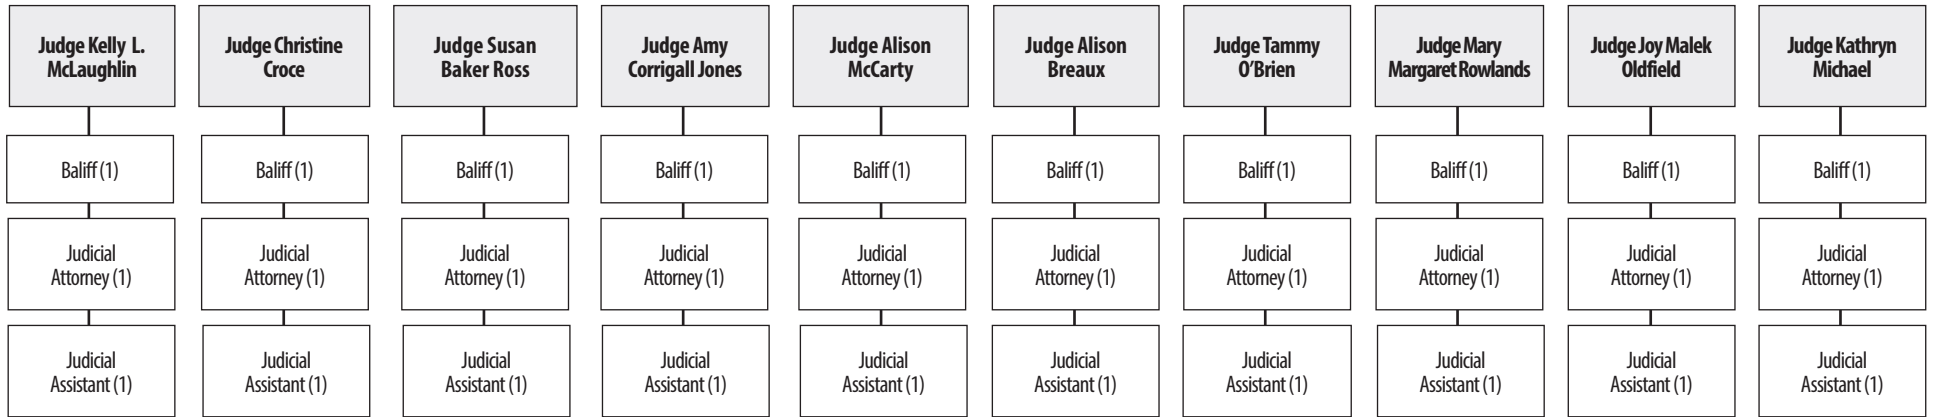 Judge Kelly L.
McLaughlin
Judge Christine
Croce
Judge Susan
Baker Ross
Judge Amy
Corrigall Jones
Judge Alison
McCarty
Judge Alison
Breaux
Judge Tammy
O'Brien
Judge Mary
Margaret Rowlands
Judge Joy Malek
Oldfield
Judge Kathryn
Michael
Baliff (1)
Baliff (1)
Baliff (1)
Baliff (1)
Baliff (1)
Baliff (1)
Baliff (1)
Baliff (1)
Baliff (1)
Baliff (1)
Judicial
Attorney (1)
Judicial
Attorney (1)
Judicial
Attorney (1)
Judicial
Attorney (1)
Judicial
Attorney (1)
Judicial
Attorney (1)
Judicial
Attorney (1)
Judicial
Attorney (1)
Judicial
Attorney (1)
Judicial
Attorney (1)
Judicial
Assistant (1)
Judicial
Assistant (1)
Judicial
Assistant (1)
Judicial
Assistant (1)
Judicial
Assistant (1)
Judicial
Assistant (1)
Judicial
Assistant (1)
Judicial
Assistant (1)
Judicial
Assistant (1)
Judicial
Assistant (1)